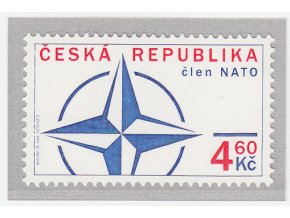 ČESKÁ REPUBLIKA
člen NATO
4 60
Kč